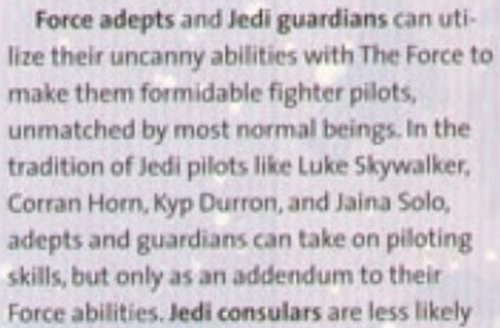 Force adepts and Jedi guardians can uti-
lize their uncanny abilities with The Force to
make them formidable fighter pilots,
unmatched by most normal beings. In the
tradition of Jedi pilots like Luke Skywalker,
Corran Horn, Kyp Durron, and Jaina Solo,
adepts and guardians can take on piloting
skills, but only as an addendum to their
Force abilities. Jedi consulars are less likely